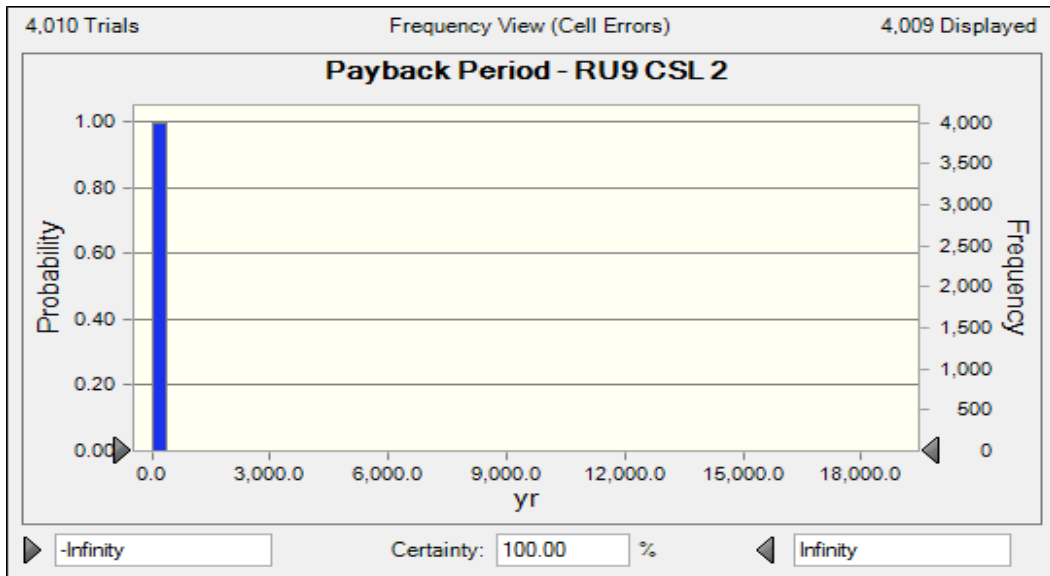 4,010 Trials Frequency View (Cell Errors) 4,009 Displayed
Payback Period - RU9 CSL 2
1.00
0.80
0.60
0.40
0.20
0.00
Probability
4,000
3,500
3,000
2,500
2,000
1,500
1,000
500
0
Frequency
0.0 3,000.0 6,000.0 9,000.0 12,000.0 15,000.0 18,000.0
yr
-Infinity Certainty: 100.00 % Infinity